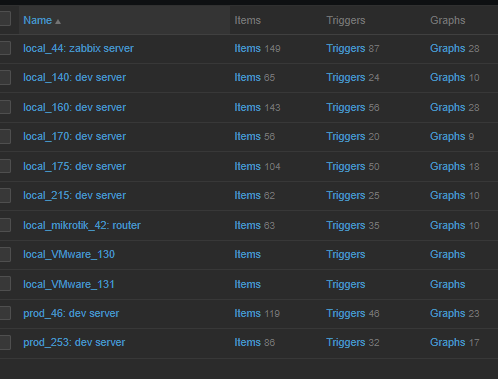 Name ▲ Items Triggers Graphs
local_44: zabbix server Items 149 Triggers 87 Graphs 28
local_140: dev server Items 65 Triggers 24 Graphs 10
local_160: dev server Items 143 Triggers 56 Graphs 28
local_170: dev server Items 56 Triggers 20 Graphs 9
local_175: dev server Items 104 Triggers 50 Graphs 18
local_215: dev server Items 62 Triggers 25 Graphs 10
local_mikrotik_42: router Items 63 Triggers 35 Graphs 10
local_VMware_130 Items Triggers Graphs
local_VMware_131 Items Triggers Graphs
prod_46: dev server Items 119 Triggers 46 Graphs 23
prod_253: dev server Items 86 Triggers 32 Graphs 17